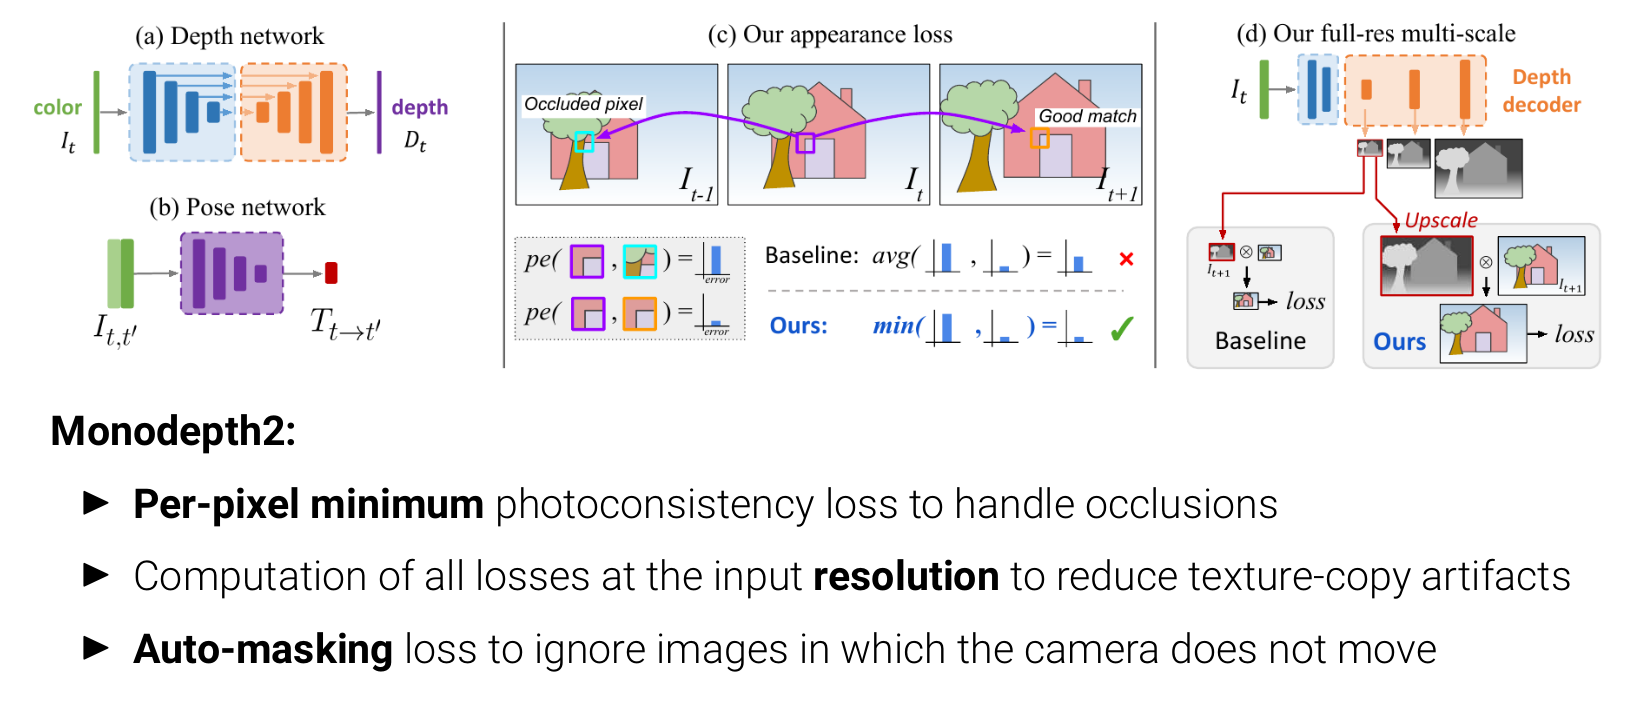 (a) Depth network
color
I_t
depth
D_t
(b) Pose network
I_{t,t'}
T_{t→t'}
(c) Our appearance loss
Occluded pixel
I_{t-1}
I_t
Good match
I_{t+1}
pe( , ) = error
pe( , ) = error
Baseline: avg( , ) = ×
Ours: min( , ) = ✓
(d) Our full-res multi-scale
I_t
Depth
decoder
Upscale
I_{t+1}
⊗
loss
Baseline
⊗
I_{t+1}
Ours
loss
Monodepth2:
► Per-pixel minimum photoconsistency loss to handle occlusions
► Computation of all losses at the input resolution to reduce texture-copy artifacts
► Auto-masking loss to ignore images in which the camera does not move